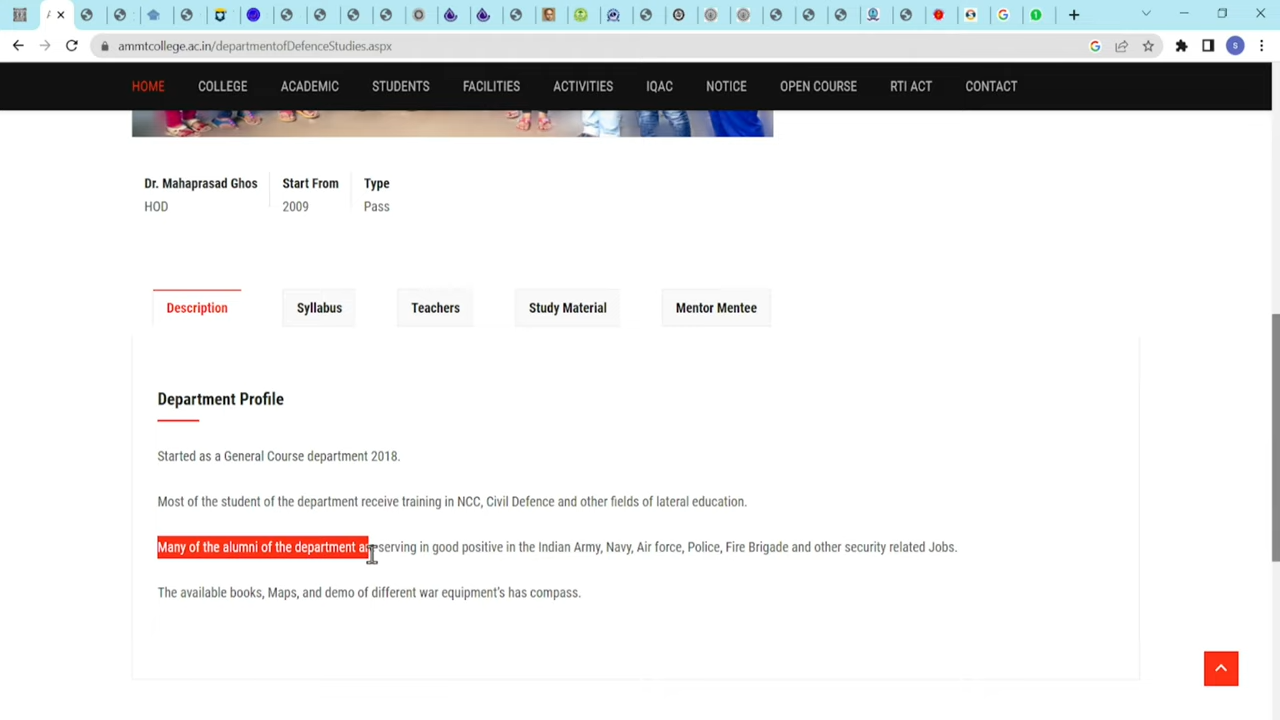 ammtcollege.ac.in/departmentofDefenceStudies.aspx
HOME COLLEGE ACADEMIC STUDENTS FACILITIES ACTIVITIES IQAC NOTICE OPEN COURSE RTI ACT CONTACT
Dr. Mahaprasad Ghos Start From Type
HOD 2009 Pass
Description Syllabus Teachers Study Material Mentor Mentee
Department Profile
Started as a General Course department 2018.
Most of the student of the department receive training in NCC, Civil Defence and other fields of lateral education.
Many of the alumni of the department are serving in good positive in the Indian Army, Navy, Air force, Police, Fire Brigade and other security related Jobs.
The available books, Maps, and demo of different war equipment's has compass.